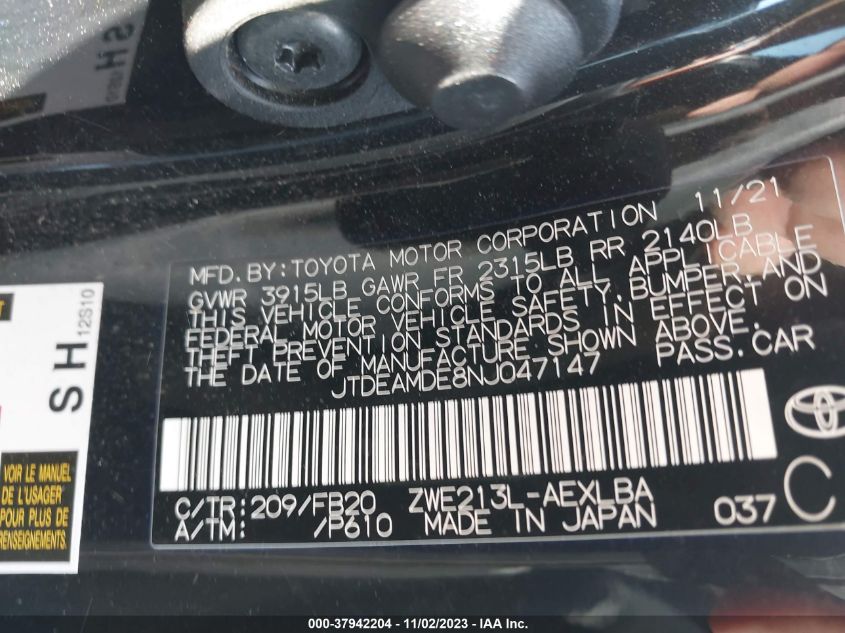 MFD.BY:TOYOTA MOTOR CORPORATION 11/21
GVWR 3915LB GAWR FR 2315LB RR 2140LB
THIS VEHICLE CONFORMS TO ALL APPLICABLE
FEDERAL MOTOR VEHICLE SAFETY, BUMPER, AND
THEFT PREVENTION STANDARDS IN EFFECT ON
THE DATE OF MANUFACTURE SHOWN ABOVE.
JTDEAMDE8NJ047147 PASS.CAR
C/TR:209/FB20 ZWE213L-AEXLBA
A/TM: /P610 MADE IN JAPAN 037 C
SH
12S10
VOIR LE MANUEL
DE L'USAGER
POUR PLUS DE
RENSEIGNEMENTS.
SH
000-37942204 - 11/02/2023 - IAA Inc.